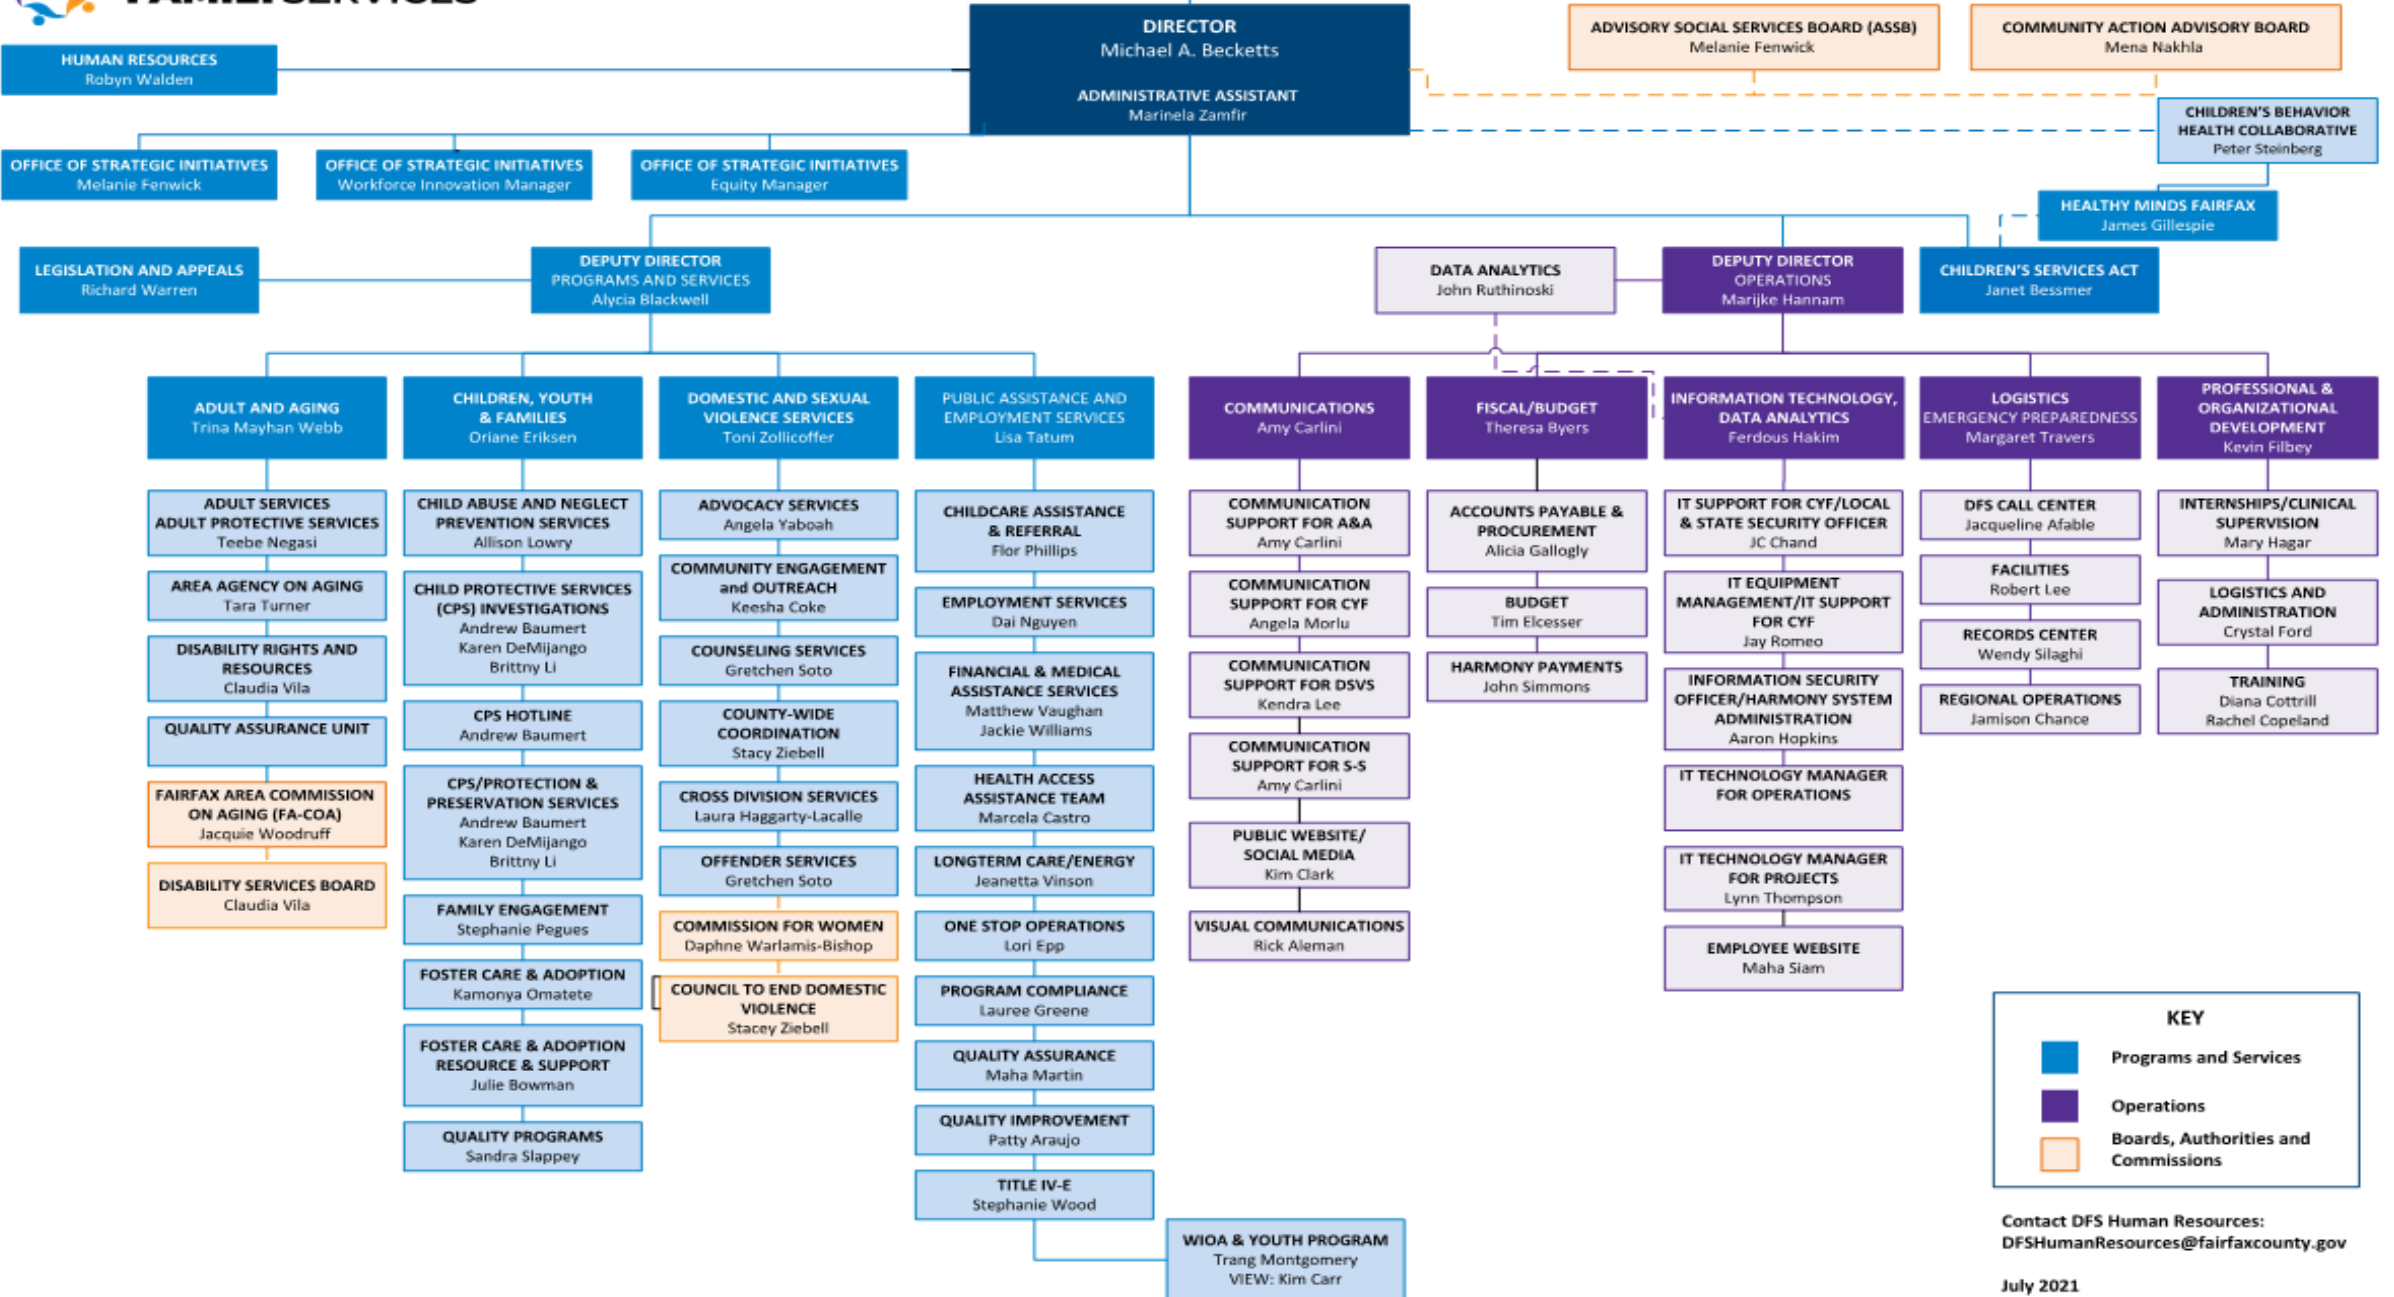 FAMILY SERVICES
DIRECTOR
Michael A. Becketts
ADMINISTRATIVE ASSISTANT
Marinela Zamfir
ADVISORY SOCIAL SERVICES BOARD (ASSB)
Melanie Fenwick
COMMUNITY ACTION ADVISORY BOARD
Mena Nakhla
HUMAN RESOURCES
Robyn Walden
CHILDREN'S BEHAVIOR
HEALTH COLLABORATIVE
Peter Steinberg
OFFICE OF STRATEGIC INITIATIVES
Melanie Fenwick
OFFICE OF STRATEGIC INITIATIVES
Workforce Innovation Manager
OFFICE OF STRATEGIC INITIATIVES
Equity Manager
HEALTHY MINDS FAIRFAX
James Gillespie
LEGISLATION AND APPEALS
Richard Warren
DEPUTY DIRECTOR
PROGRAMS AND SERVICES
Alycia Blackwell
DATA ANALYTICS
John Ruthinoski
DEPUTY DIRECTOR
OPERATIONS
Marijke Hannam
CHILDREN'S SERVICES ACT
Janet Bessmer
ADULT AND AGING
Trina Mayhan Webb
ADULT SERVICES
ADULT PROTECTIVE SERVICES
Teebe Negasi
AREA AGENCY ON AGING
Tara Turner
DISABILITY RIGHTS AND
RESOURCES
Claudia Vila
QUALITY ASSURANCE UNIT
FAIRFAX AREA COMMISSION
ON AGING (FA-COA)
Jacquie Woodruff
DISABILITY SERVICES BOARD
Claudia Vila
CHILDREN, YOUTH
& FAMILIES
Oriane Eriksen
CHILD ABUSE AND NEGLECT
PREVENTION SERVICES
Allison Lowry
CHILD PROTECTIVE SERVICES
(CPS) INVESTIGATIONS
Andrew Baumert
Karen DeMijango
Brittny Li
CPS HOTLINE
Andrew Baumert
CPS/PROTECTION &
PRESERVATION SERVICES
Andrew Baumert
Karen DeMijango
Brittny Li
FAMILY ENGAGEMENT
Stephanie Pegues
FOSTER CARE & ADOPTION
Kamonya Omatete
FOSTER CARE & ADOPTION
RESOURCE & SUPPORT
Julie Bowman
QUALITY PROGRAMS
Sandra Slappey
DOMESTIC AND SEXUAL
VIOLENCE SERVICES
Toni Zollicoffer
ADVOCACY SERVICES
Angela Yaboah
COMMUNITY ENGAGEMENT
and OUTREACH
Keesha Coke
COUNSELING SERVICES
Gretchen Soto
COUNTY-WIDE
COORDINATION
Stacy Ziebell
CROSS DIVISION SERVICES
Laura Haggarty-Lacalle
OFFENDER SERVICES
Gretchen Soto
COMMISSION FOR WOMEN
Daphne Warlamis-Bishop
COUNCIL TO END DOMESTIC
VIOLENCE
Stacey Ziebell
PUBLIC ASSISTANCE AND
EMPLOYMENT SERVICES
Lisa Tatum
CHILDCARE ASSISTANCE
& REFERRAL
Flor Phillips
EMPLOYMENT SERVICES
Dai Nguyen
FINANCIAL & MEDICAL
ASSISTANCE SERVICES
Matthew Vaughan
Jackie Williams
HEALTH ACCESS
ASSISTANCE TEAM
Marcela Castro
LONGTERM CARE/ENERGY
Jeanetta Vinson
ONE STOP OPERATIONS
Lori Epp
PROGRAM COMPLIANCE
Lauree Greene
QUALITY ASSURANCE
Maha Martin
QUALITY IMPROVEMENT
Patty Araujo
TITLE IV-E
Stephanie Wood
WIOA & YOUTH PROGRAM
Trang Montgomery
VIEW: Kim Carr
COMMUNICATIONS
Amy Carlini
COMMUNICATION
SUPPORT FOR A&A
Amy Carlini
COMMUNICATION
SUPPORT FOR CYF
Angela Morlu
COMMUNICATION
SUPPORT FOR DSVS
Kendra Lee
COMMUNICATION
SUPPORT FOR S-S
Amy Carlini
PUBLIC WEBSITE/
SOCIAL MEDIA
Kim Clark
VISUAL COMMUNICATIONS
Rick Aleman
FISCAL/BUDGET
Theresa Byers
ACCOUNTS PAYABLE &
PROCUREMENT
Alicia Gallogly
BUDGET
Tim Elcesser
HARMONY PAYMENTS
John Simmons
INFORMATION TECHNOLOGY,
DATA ANALYTICS
Ferdous Hakim
IT SUPPORT FOR CYF/LOCAL
& STATE SECURITY OFFICER
JC Chand
IT EQUIPMENT
MANAGEMENT/IT SUPPORT
FOR CYF
Jay Romeo
INFORMATION SECURITY
OFFICER/HARMONY SYSTEM
ADMINISTRATION
Aaron Hopkins
IT TECHNOLOGY MANAGER
FOR OPERATIONS
IT TECHNOLOGY MANAGER
FOR PROJECTS
Lynn Thompson
EMPLOYEE WEBSITE
Maha Siam
LOGISTICS
EMERGENCY PREPAREDNESS
Margaret Travers
DFS CALL CENTER
Jacqueline Afable
FACILITIES
Robert Lee
RECORDS CENTER
Wendy Silaghi
REGIONAL OPERATIONS
Jamison Chance
PROFESSIONAL &
ORGANIZATIONAL
DEVELOPMENT
Kevin Filbey
INTERNSHIPS/CLINICAL
SUPERVISION
Mary Hagar
LOGISTICS AND
ADMINISTRATION
Crystal Ford
TRAINING
Diana Cottrill
Rachel Copeland
KEY
Programs and Services
Operations
Boards, Authorities and
Commissions
Contact DFS Human Resources:
DFSHumanResources@fairfaxcounty.gov
July 2021